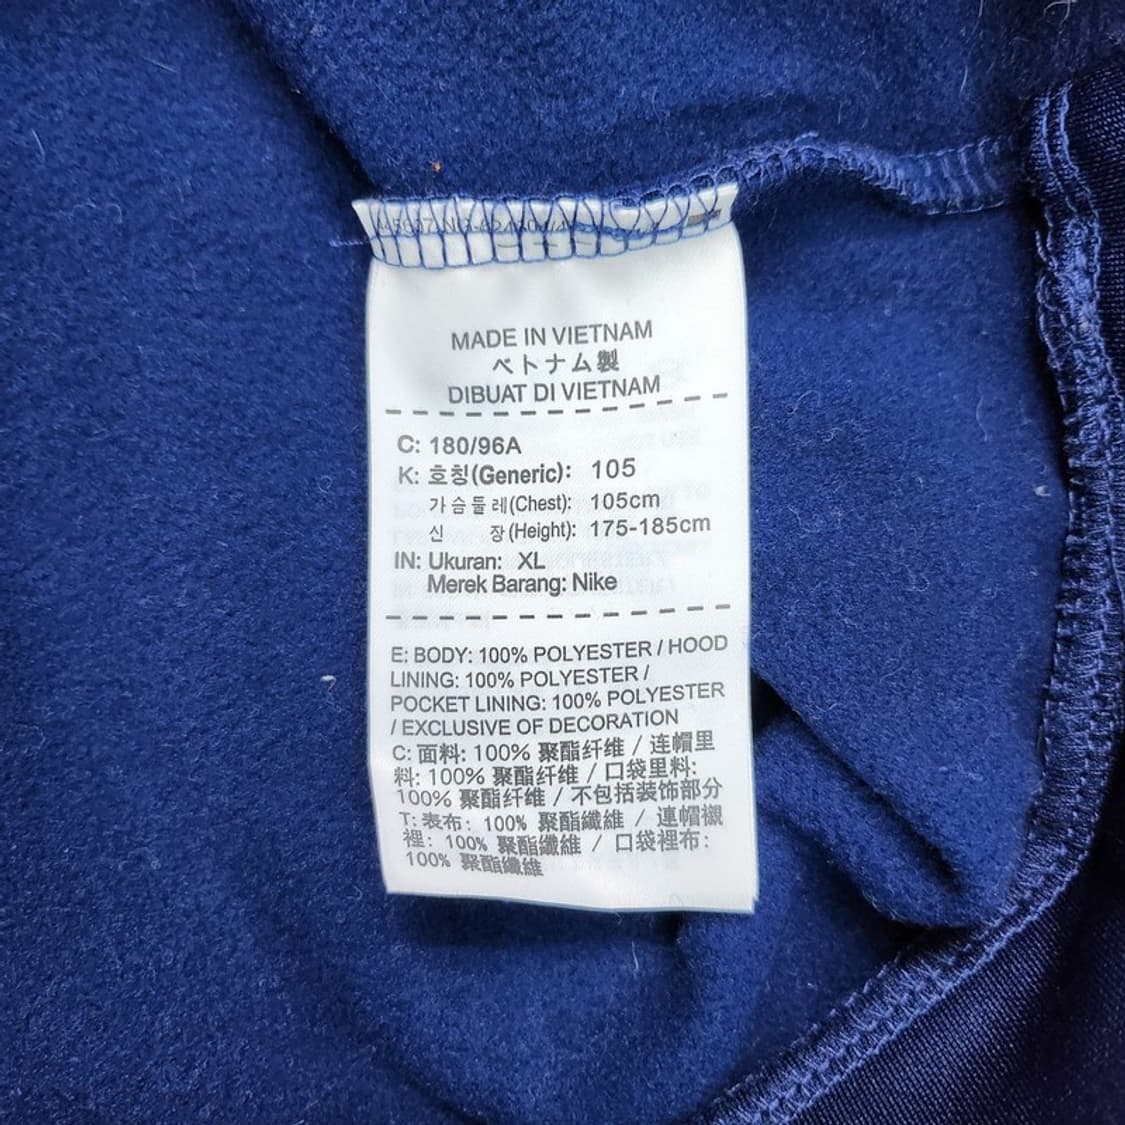 MADE IN VIETNAM
ベトナム製
DIBUAT DI VIETNAM
C: 180/96A
K: 호칭(Generic): 105
가슴둘레(Chest): 105cm
신 장(Height): 175-185cm
IN: Ukuran: XL
Merek Barang: Nike
E: BODY: 100% POLYESTER / HOOD
LINING: 100% POLYESTER /
POCKET LINING: 100% POLYESTER
/ EXCLUSIVE OF DECORATION
C: 面料: 100% 聚酯纤维 / 连帽里
料: 100% 聚酯纤维 / 口袋里料:
100% 聚酯纤维 / 不包括装饰部分
T: 表布: 100% 聚酯纖維 / 連帽襯
裡: 100% 聚酯纖維 / 口袋裡布:
100% 聚酯纖維